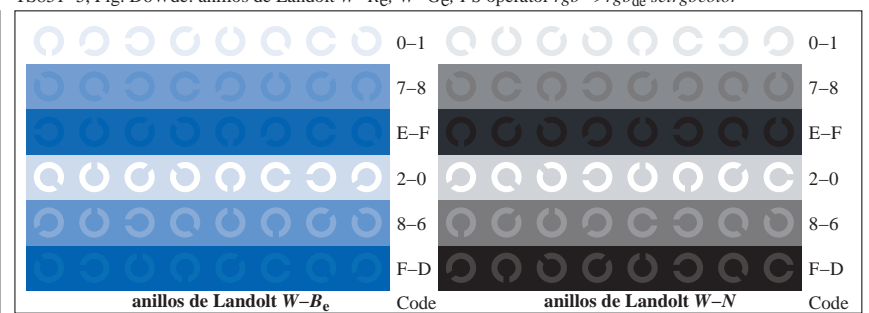 0–1 0–1
7–8 7–8
E–F E–F
2–0 2–0
8–6 8–6
F–D F–D
anillos de Landolt W–Be Code anillos de Landolt W–N Code